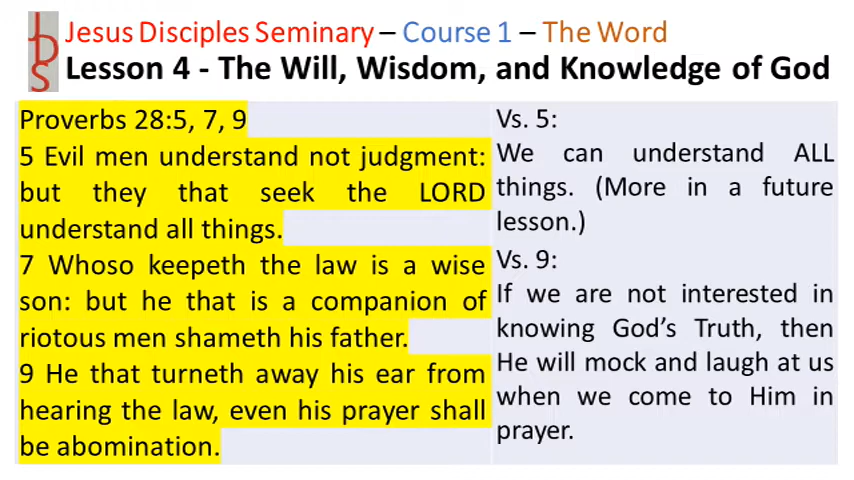 JDS
Jesus Disciples Seminary – Course 1 – The Word
Lesson 4 - The Will, Wisdom, and Knowledge of God
Proverbs 28:5, 7, 9
5 Evil men understand not judgment:
but they that seek the LORD
understand all things.
7 Whoso keepeth the law is a wise
son: but he that is a companion of
riotous men shameth his father.
9 He that turneth away his ear from
hearing the law, even his prayer shall
be abomination.
Vs. 5:
We can understand ALL
things. (More in a future
lesson.)
Vs. 9:
If we are not interested in
knowing God's Truth, then
He will mock and laugh at us
when we come to Him in
prayer.